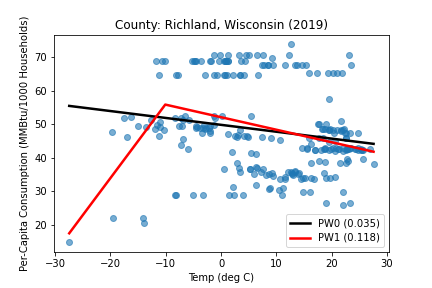 County: Richland, Wisconsin (2019)
Per-Capita Consumption (MMBtu/1000 Households)
70
60
50
40
30
20
−30
−20
−10
0
10
20
30
Temp (deg C)
PW0 (0.035)
PW1 (0.118)